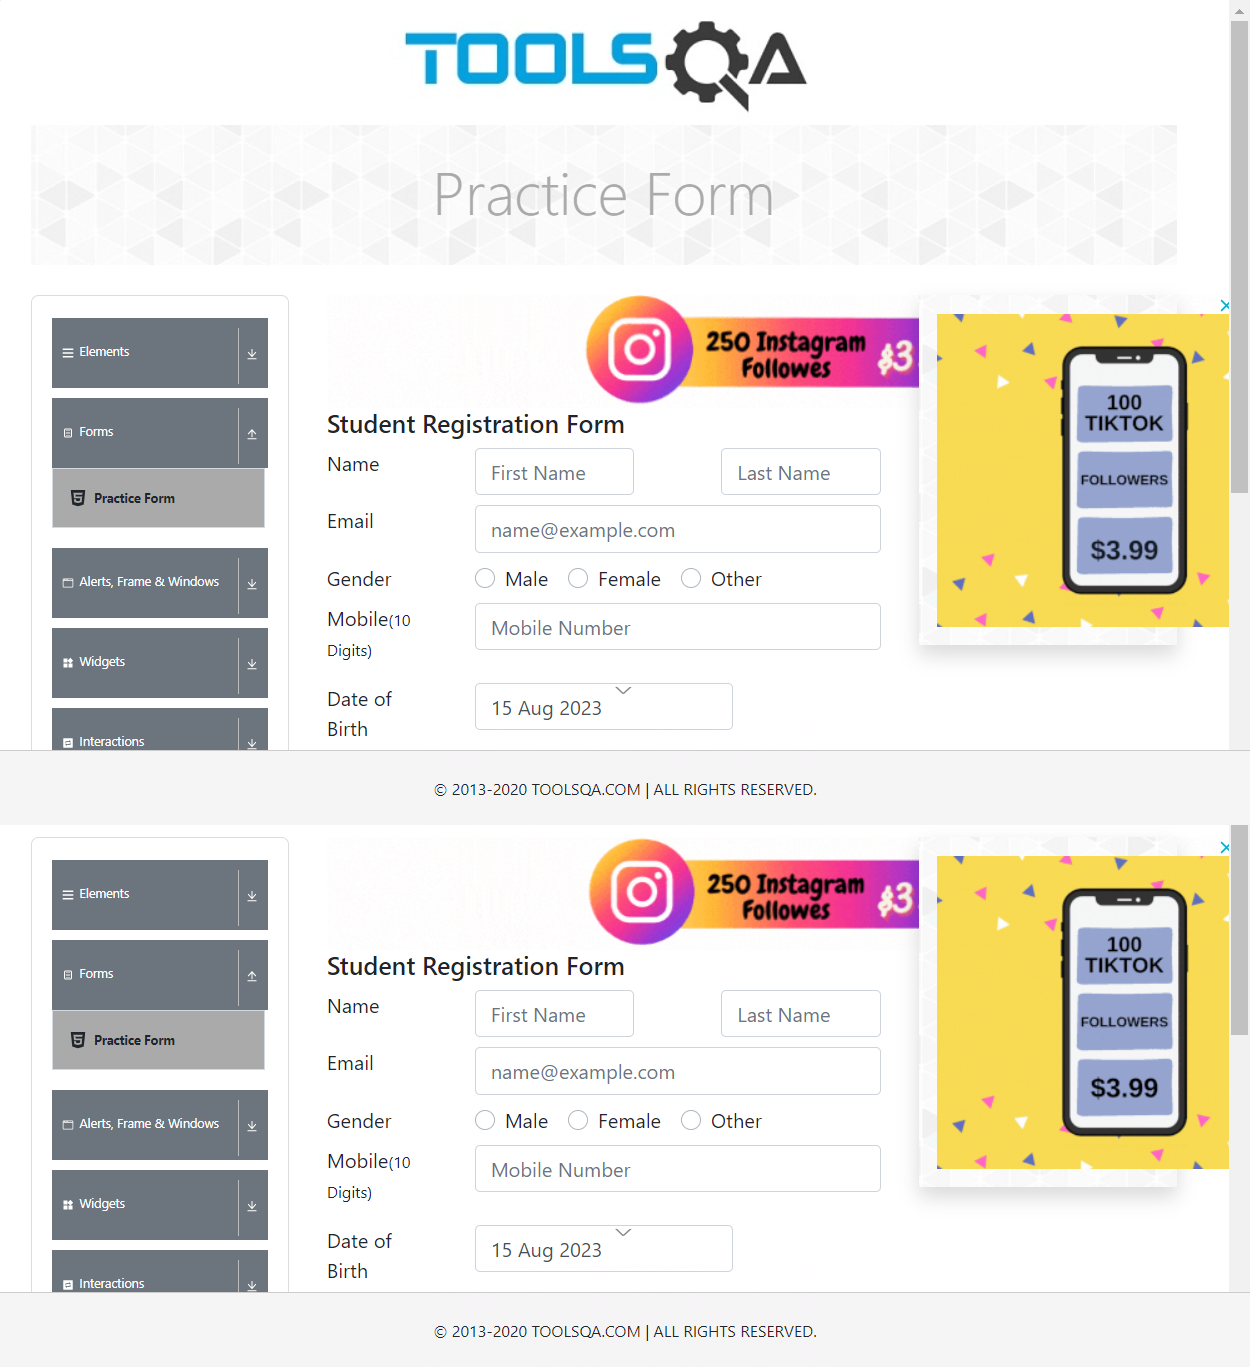 TOOLSQA
Practice Form
Elements
Forms
Practice Form
Alerts, Frame & Windows
Widgets
Interactions
250 Instagram
Followes
$3
Student Registration Form
Name
First Name
Last Name
Email
name@example.com
Gender
Male
Female
Other
Mobile(10
Digits)
Mobile Number
Date of
Birth
15 Aug 2023
100
TIKTOK
FOLLOWERS
$3.99
© 2013-2020 TOOLSQA.COM | ALL RIGHTS RESERVED.
Elements
Forms
Practice Form
Alerts, Frame & Windows
Widgets
Interactions
250 Instagram
Followes
$3
Student Registration Form
Name
First Name
Last Name
Email
name@example.com
Gender
Male
Female
Other
Mobile(10
Digits)
Mobile Number
Date of
Birth
15 Aug 2023
100
TIKTOK
FOLLOWERS
$3.99
© 2013-2020 TOOLSQA.COM | ALL RIGHTS RESERVED.